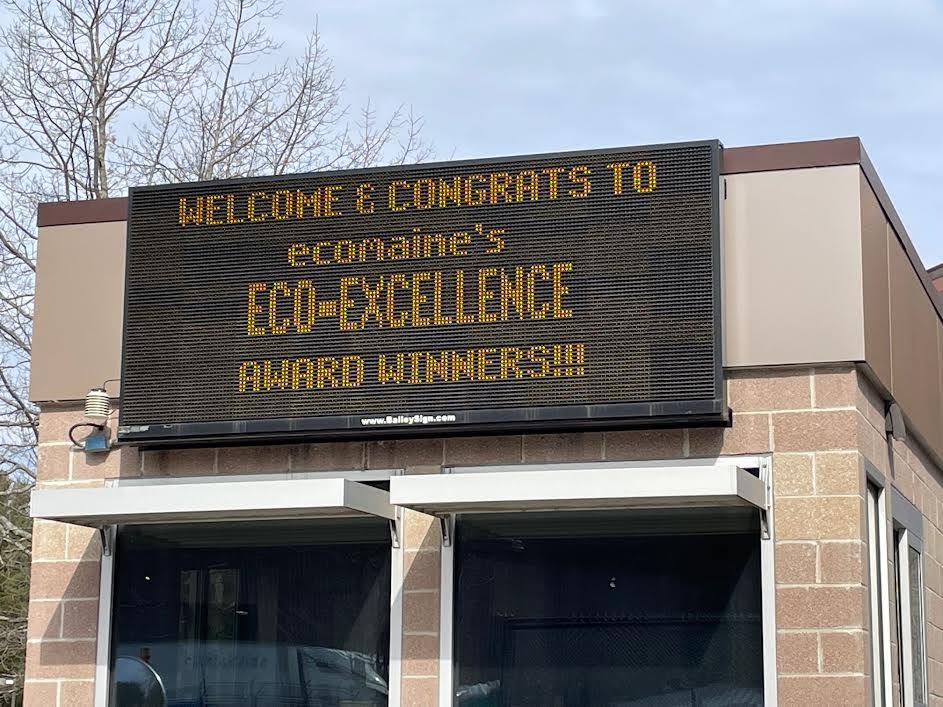 WELCOME & CONGRATS TO
ecomaine's
ECO-EXCELLENCE
AWARD WINNERS!!!!
www.BaileySign.com